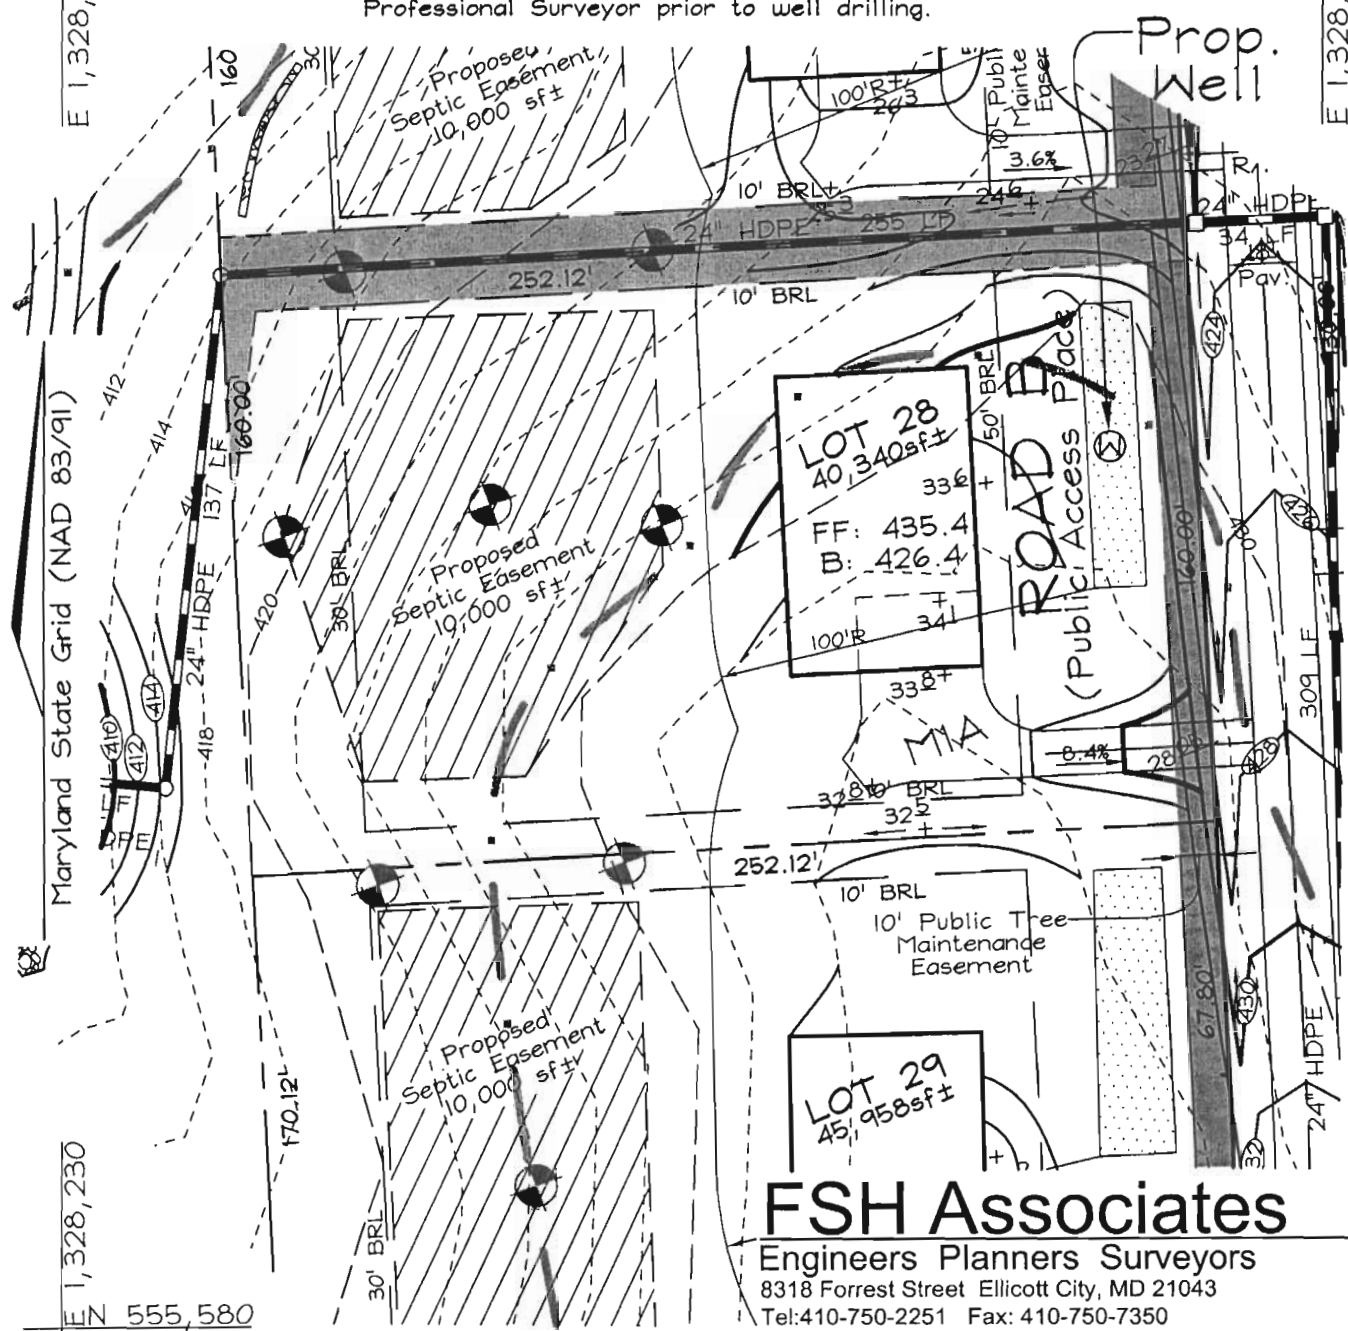 Professional Surveyor prior to well drilling.
E 1,328,
E 1,328,
Prop.
Well
160
Proposed
Septic Easement
10,000 sf±
100'R
26³
10' Publi
Mainte
Easer
3.6%
10' BRL
24⁶
R.
24" HDPE
34 LF
Pav.
24" HDPE 255 LF
252.12'
10' BRL
412
414
160.00'
137 LF
24" HDPE
420
418
30' BRL
Proposed
Septic Easement
10,000 sf±
LOT 28
40,340sf±
33⁶
FF: 435.4
B: 426.4
34¹
100'R
33⁸
50' BRL
ROAD B
Place
(Public Access
W
424
426
160.00'
309 LF
Maryland State Grid (NAD 83/91)
410
412
414
MIA
8.4%
428
32⁸
10' BRL
32⁵
252.12'
10' BRL
10' Public Tree
Maintenance
Easement
67.80'
430
24" HDPE
Proposed
Septic Easement
10,000 sf±
170.12'
30' BRL
LOT 29
45,958sf±
E 1,328,230
N 555,580
FSH Associates
Engineers Planners Surveyors
8318 Forrest Street Ellicott City, MD 21043
Tel:410-750-2251 Fax: 410-750-7350